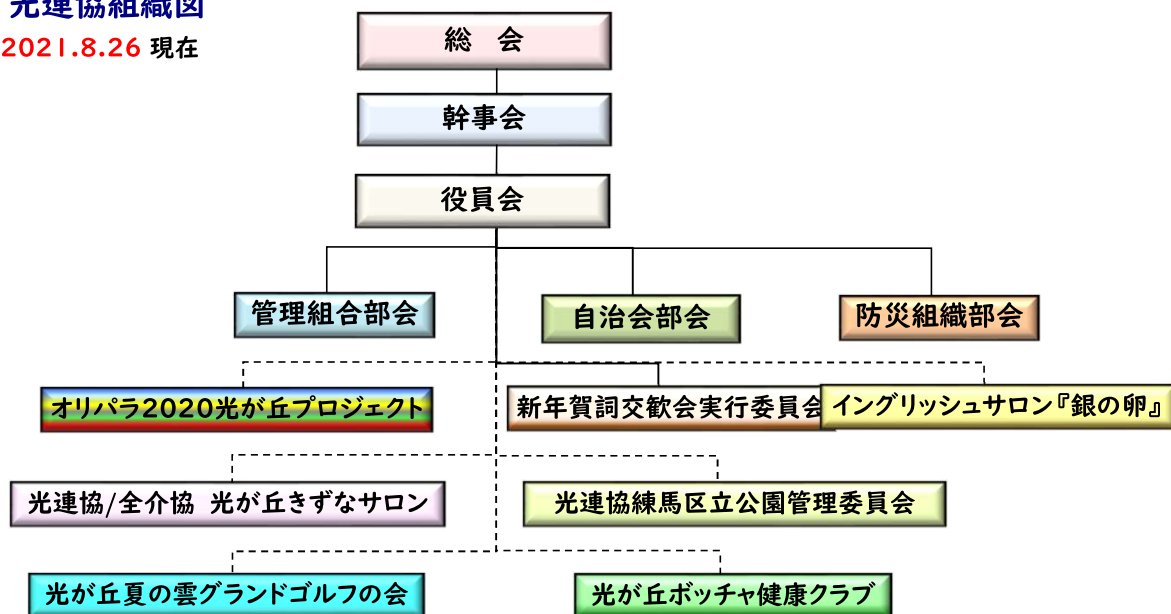 光連協組織図
2021.8.26 現在
総 会
幹事会
役員会
管理組合部会
自治会部会
防災組織部会
オリパラ2020光が丘プロジェクト
新年賀詞交歓会実行委員会
イングリッシュサロン『銀の卵』
光連協/全介協 光が丘きずなサロン
光連協練馬区立公園管理委員会
光が丘夏の雲グランドゴルフの会
光が丘ボッチャ健康クラブ